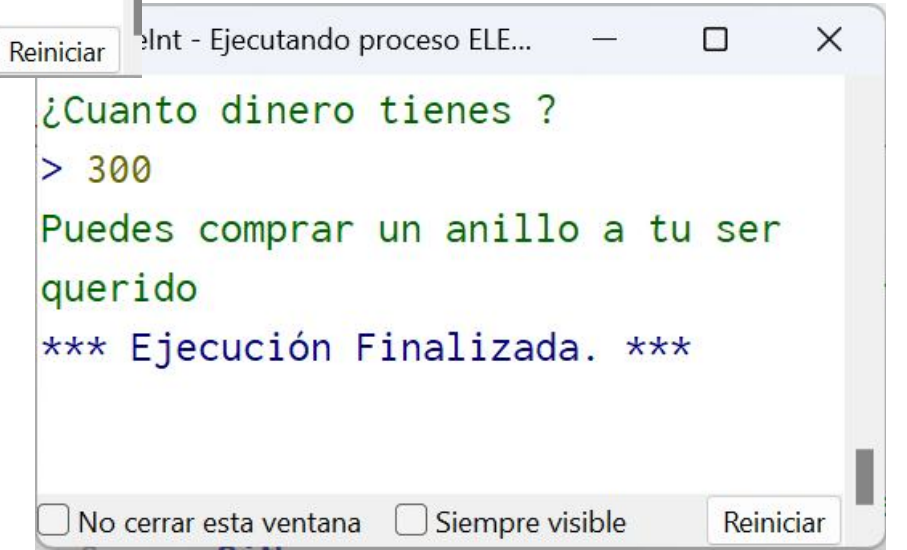 Reiniciar
eInt - Ejecutando proceso ELE...
¿Cuanto dinero tienes ?
> 300
Puedes comprar un anillo a tu ser
querido
*** Ejecución Finalizada. ***
No cerrar esta ventana Siempre visible Reiniciar